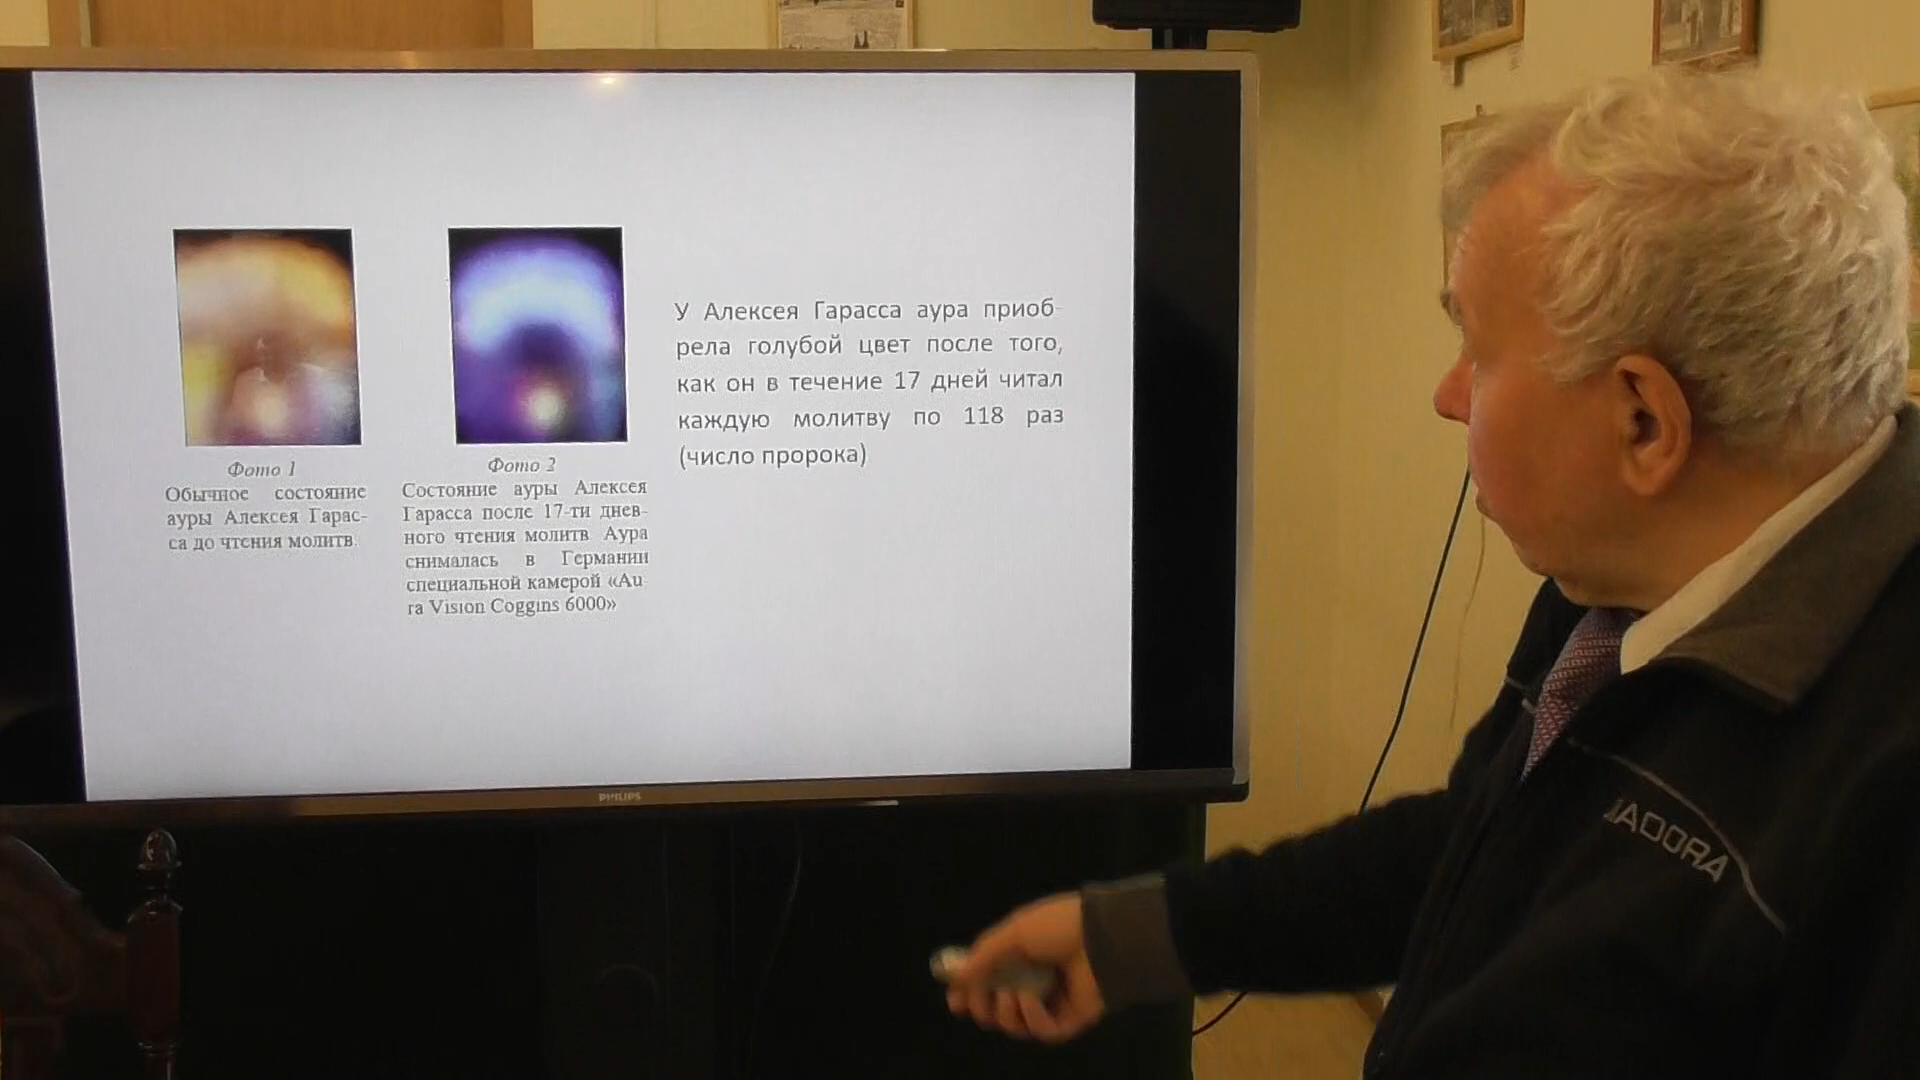 Фото 1
Обычное состояние
ауры Алексея Гарас-
са до чтения молитв.
Фото 2
Состояние ауры Алексея
Гарасса после 17-ти днев-
ного чтения молитв. Аура
снималась в Германии
специальной камерой «Au
ra Vision Coggins 6000»
У Алексея Гарасса аура приоб-
рела голубой цвет после того,
как он в течение 17 дней читал
каждую молитву по 118 раз
(число пророка)
PHILIPS
IADORA